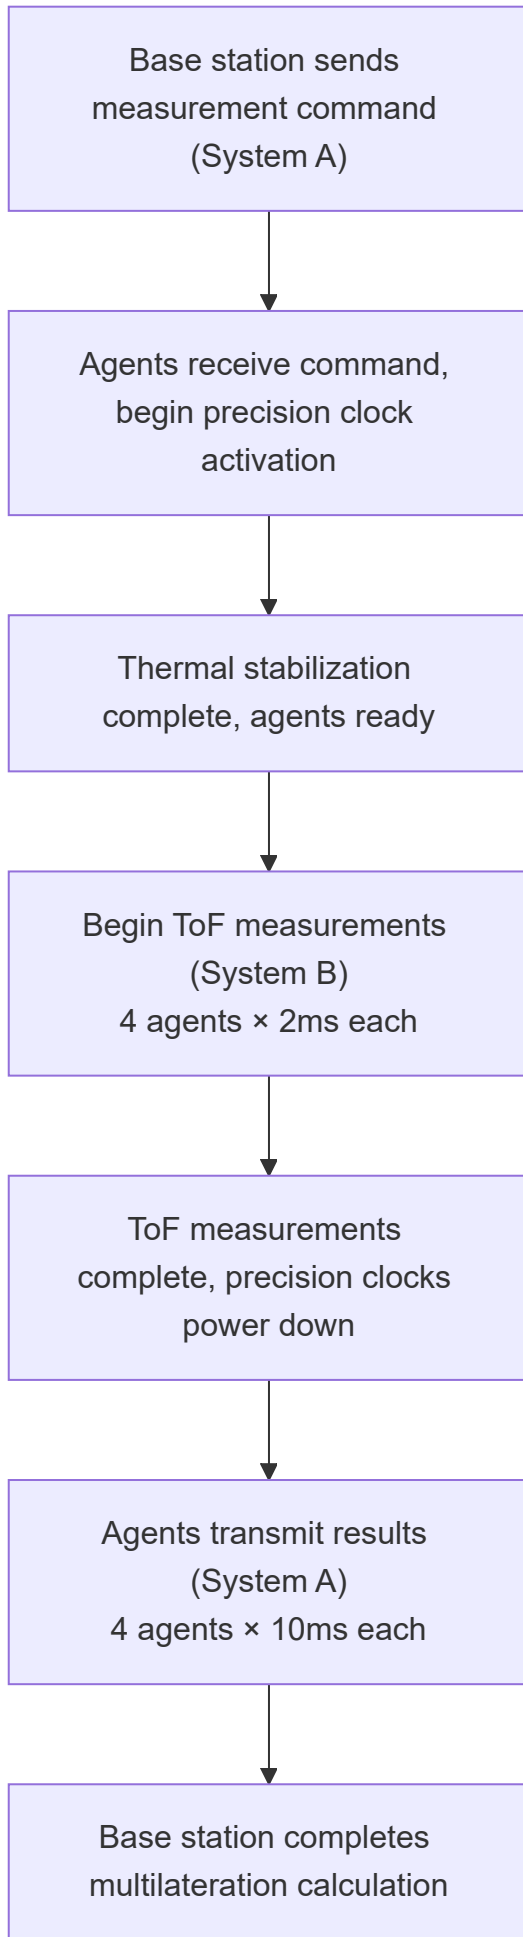 Base station sends
measurement command
(System A)
Agents receive command,
begin precision clock
activation
Thermal stabilization
complete, agents ready
Begin ToF measurements
(System B)
4 agents × 2ms each
ToF measurements
complete, precision clocks
power down
Agents transmit results
(System A)
4 agents × 10ms each
Base station completes
multilateration calculation